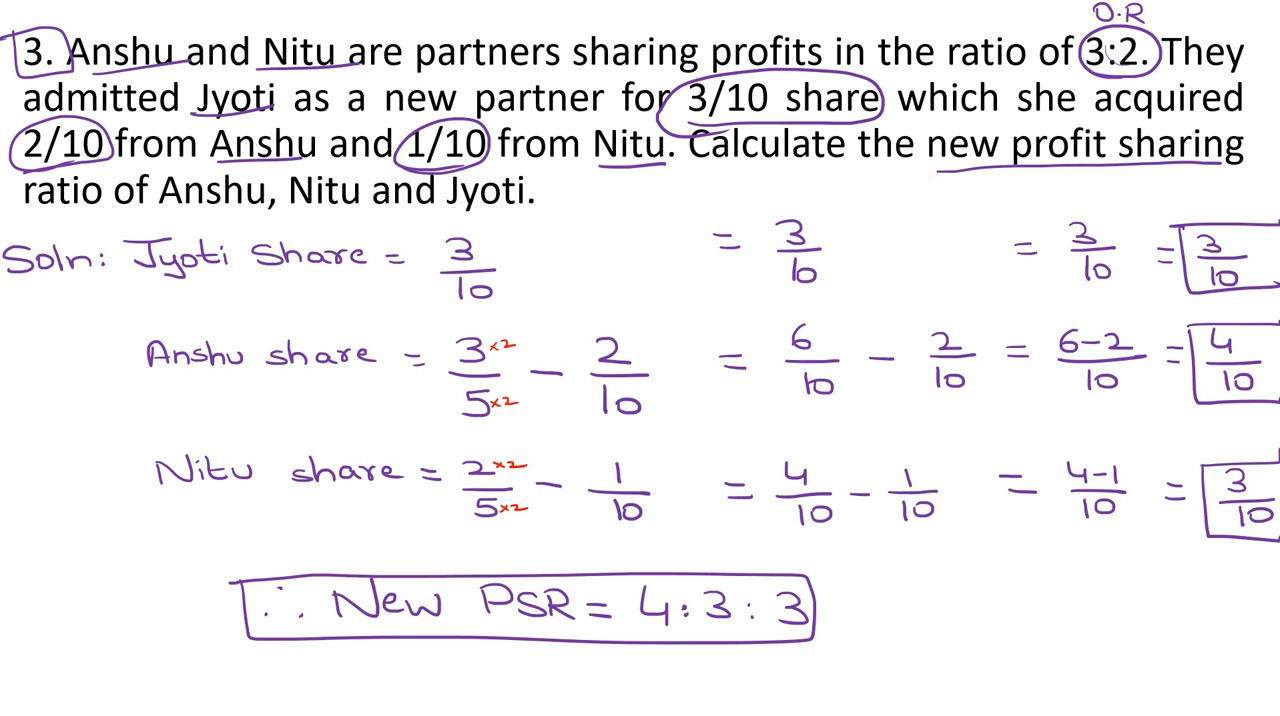 O.R
3. Anshu and Nitu are partners sharing profits in the ratio of 3:2. They
admitted Jyoti as a new partner for 3/10 share which she acquired
2/10 from Anshu and 1/10 from Nitu. Calculate the new profit sharing
ratio of Anshu, Nitu and Jyoti.
Soln: Jyoti Share = 3/10 = 3/10 = 3/10 = 3/10
Anshu share = 3×2/5×2 - 2/10 = 6/10 - 2/10 = 6-2/10 = 4/10
Nitu share = 2×2/5×2 - 1/10 = 4/10 - 1/10 = 4-1/10 = 3/10
∴ New PSR = 4:3:3